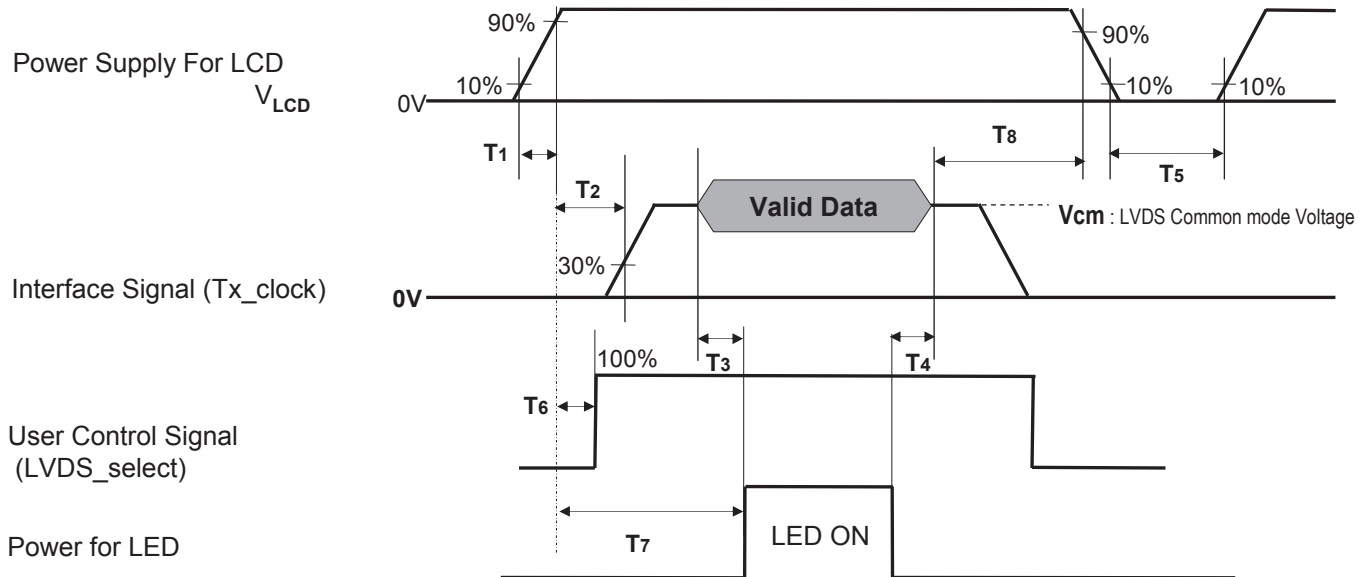 90%
90%
Power Supply For LCD
VLCD
10%
10%
10%
0V
T1
T8
T2
T5
Valid Data
Vcm : LVDS Common mode Voltage
30%
Interface Signal (Tx_clock)
0V
T3
T4
100%
T6
User Control Signal
(LVDS_select)
T7
LED ON
Power for LED